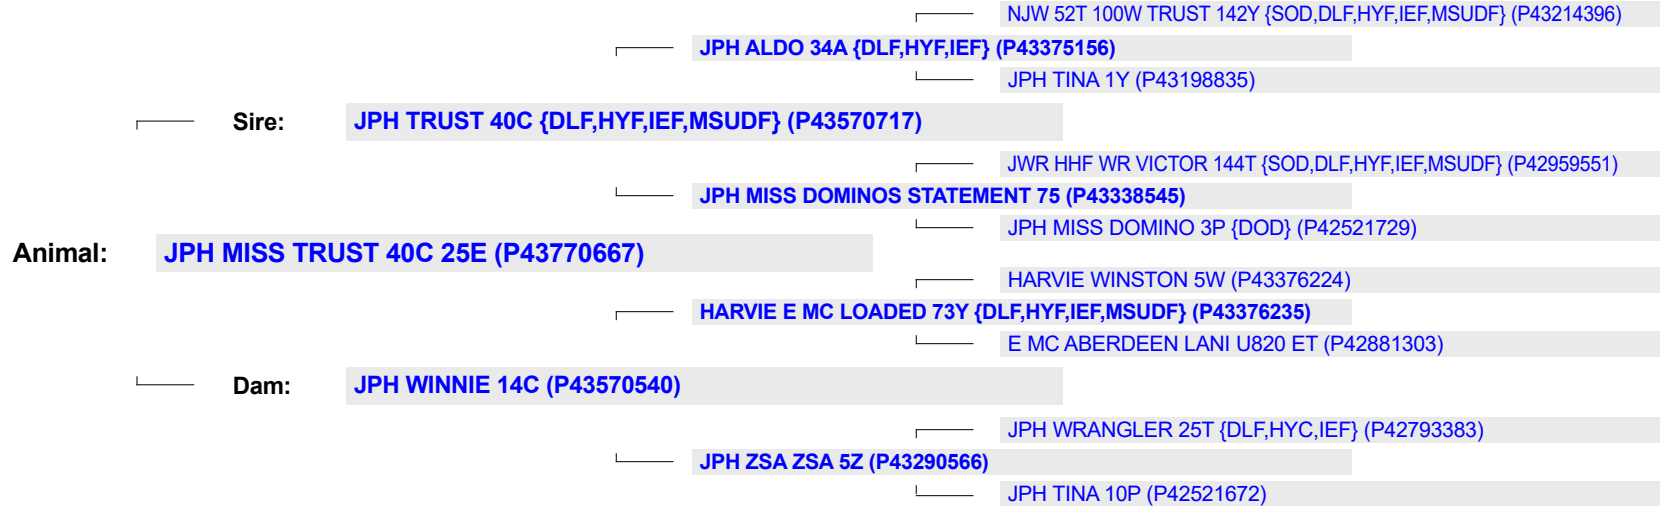 NJW 52T 100W TRUST 142Y {SOD,DLF,HYF,IEF,MSUDF} (P43214396)
JPH ALDO 34A {DLF,HYF,IEF} (P43375156)
JPH TINA 1Y (P43198835)
Sire: JPH TRUST 40C {DLF,HYF,IEF,MSUDF} (P43570717)
JWR HHF WR VICTOR 144T {SOD,DLF,HYF,IEF,MSUDF} (P42959551)
JPH MISS DOMINOS STATEMENT 75 (P43338545)
JPH MISS DOMINO 3P {DOD} (P42521729)
Animal: JPH MISS TRUST 40C 25E (P43770667)
HARVIE WINSTON 5W (P43376224)
HARVIE E MC LOADED 73Y {DLF,HYF,IEF,MSUDF} (P43376235)
E MC ABERDEEN LANI U820 ET (P42881303)
Dam: JPH WINNIE 14C (P43570540)
JPH WRANGLER 25T {DLF,HYC,IEF} (P42793383)
JPH ZSA ZSA 5Z (P43290566)
JPH TINA 10P (P42521672)